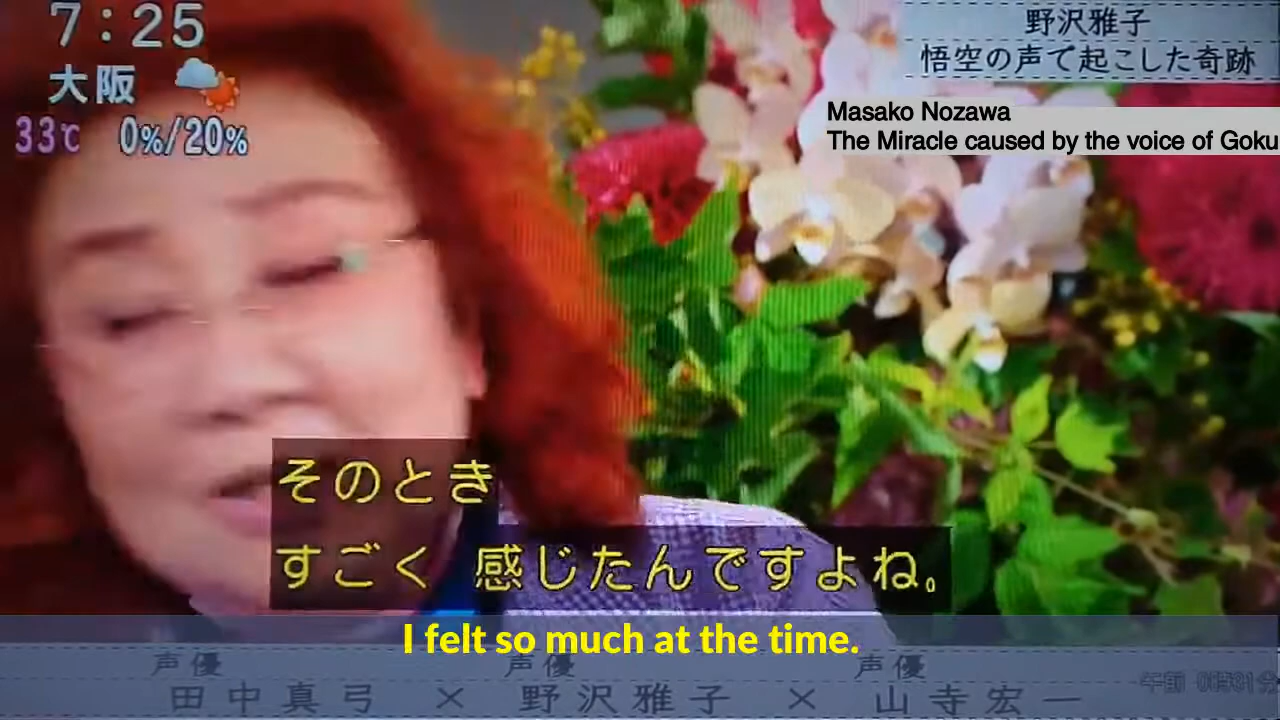 7:25
大阪
33℃ 0%/20%
野沢雅子
悟空の声で起こした奇跡
Masako Nozawa
The Miracle caused by the voice of Goku
そのとき
すごく 感じたんですよね。
I felt so much at the time.
声優 声優 声優
田中真弓 × 野沢雅子 × 山寺宏一
午前